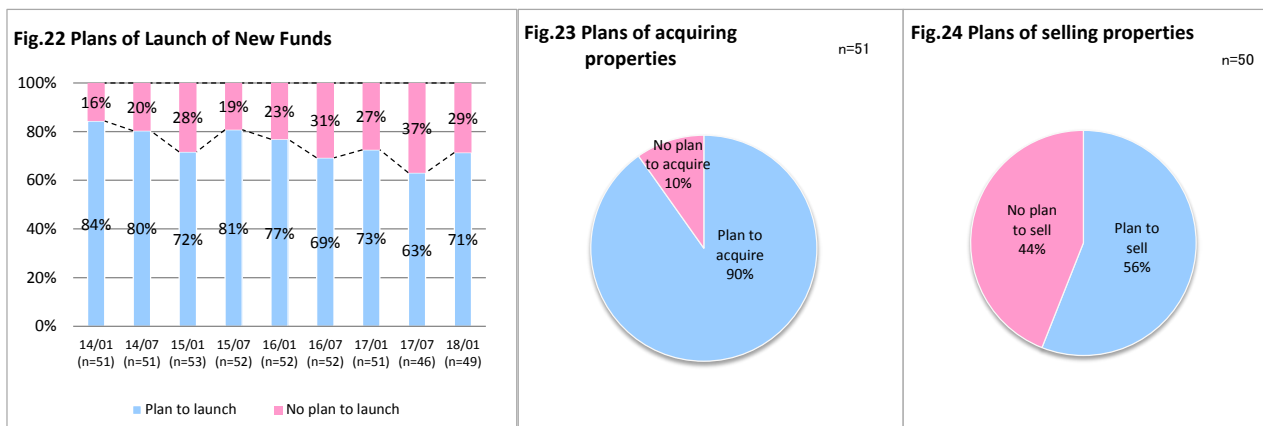 Fig.22 Plans of Launch of New Funds
100%
80%
60%
40%
20%
0%
16%
20%
28%
19%
23%
31%
27%
37%
29%
84%
80%
72%
81%
77%
69%
73%
63%
71%
14/01 14/07 15/01 15/07 16/01 16/07 17/01 17/07 18/01
(n=51) (n=51) (n=53) (n=52) (n=52) (n=52) (n=51) (n=46) (n=49)
Plan to launch No plan to launch
Fig.23 Plans of acquiring
properties
n=51
No plan
to acquire
10%
Plan to
acquire
90%
Fig.24 Plans of selling properties
n=50
No plan
to sell
44%
Plan to
sell
56%